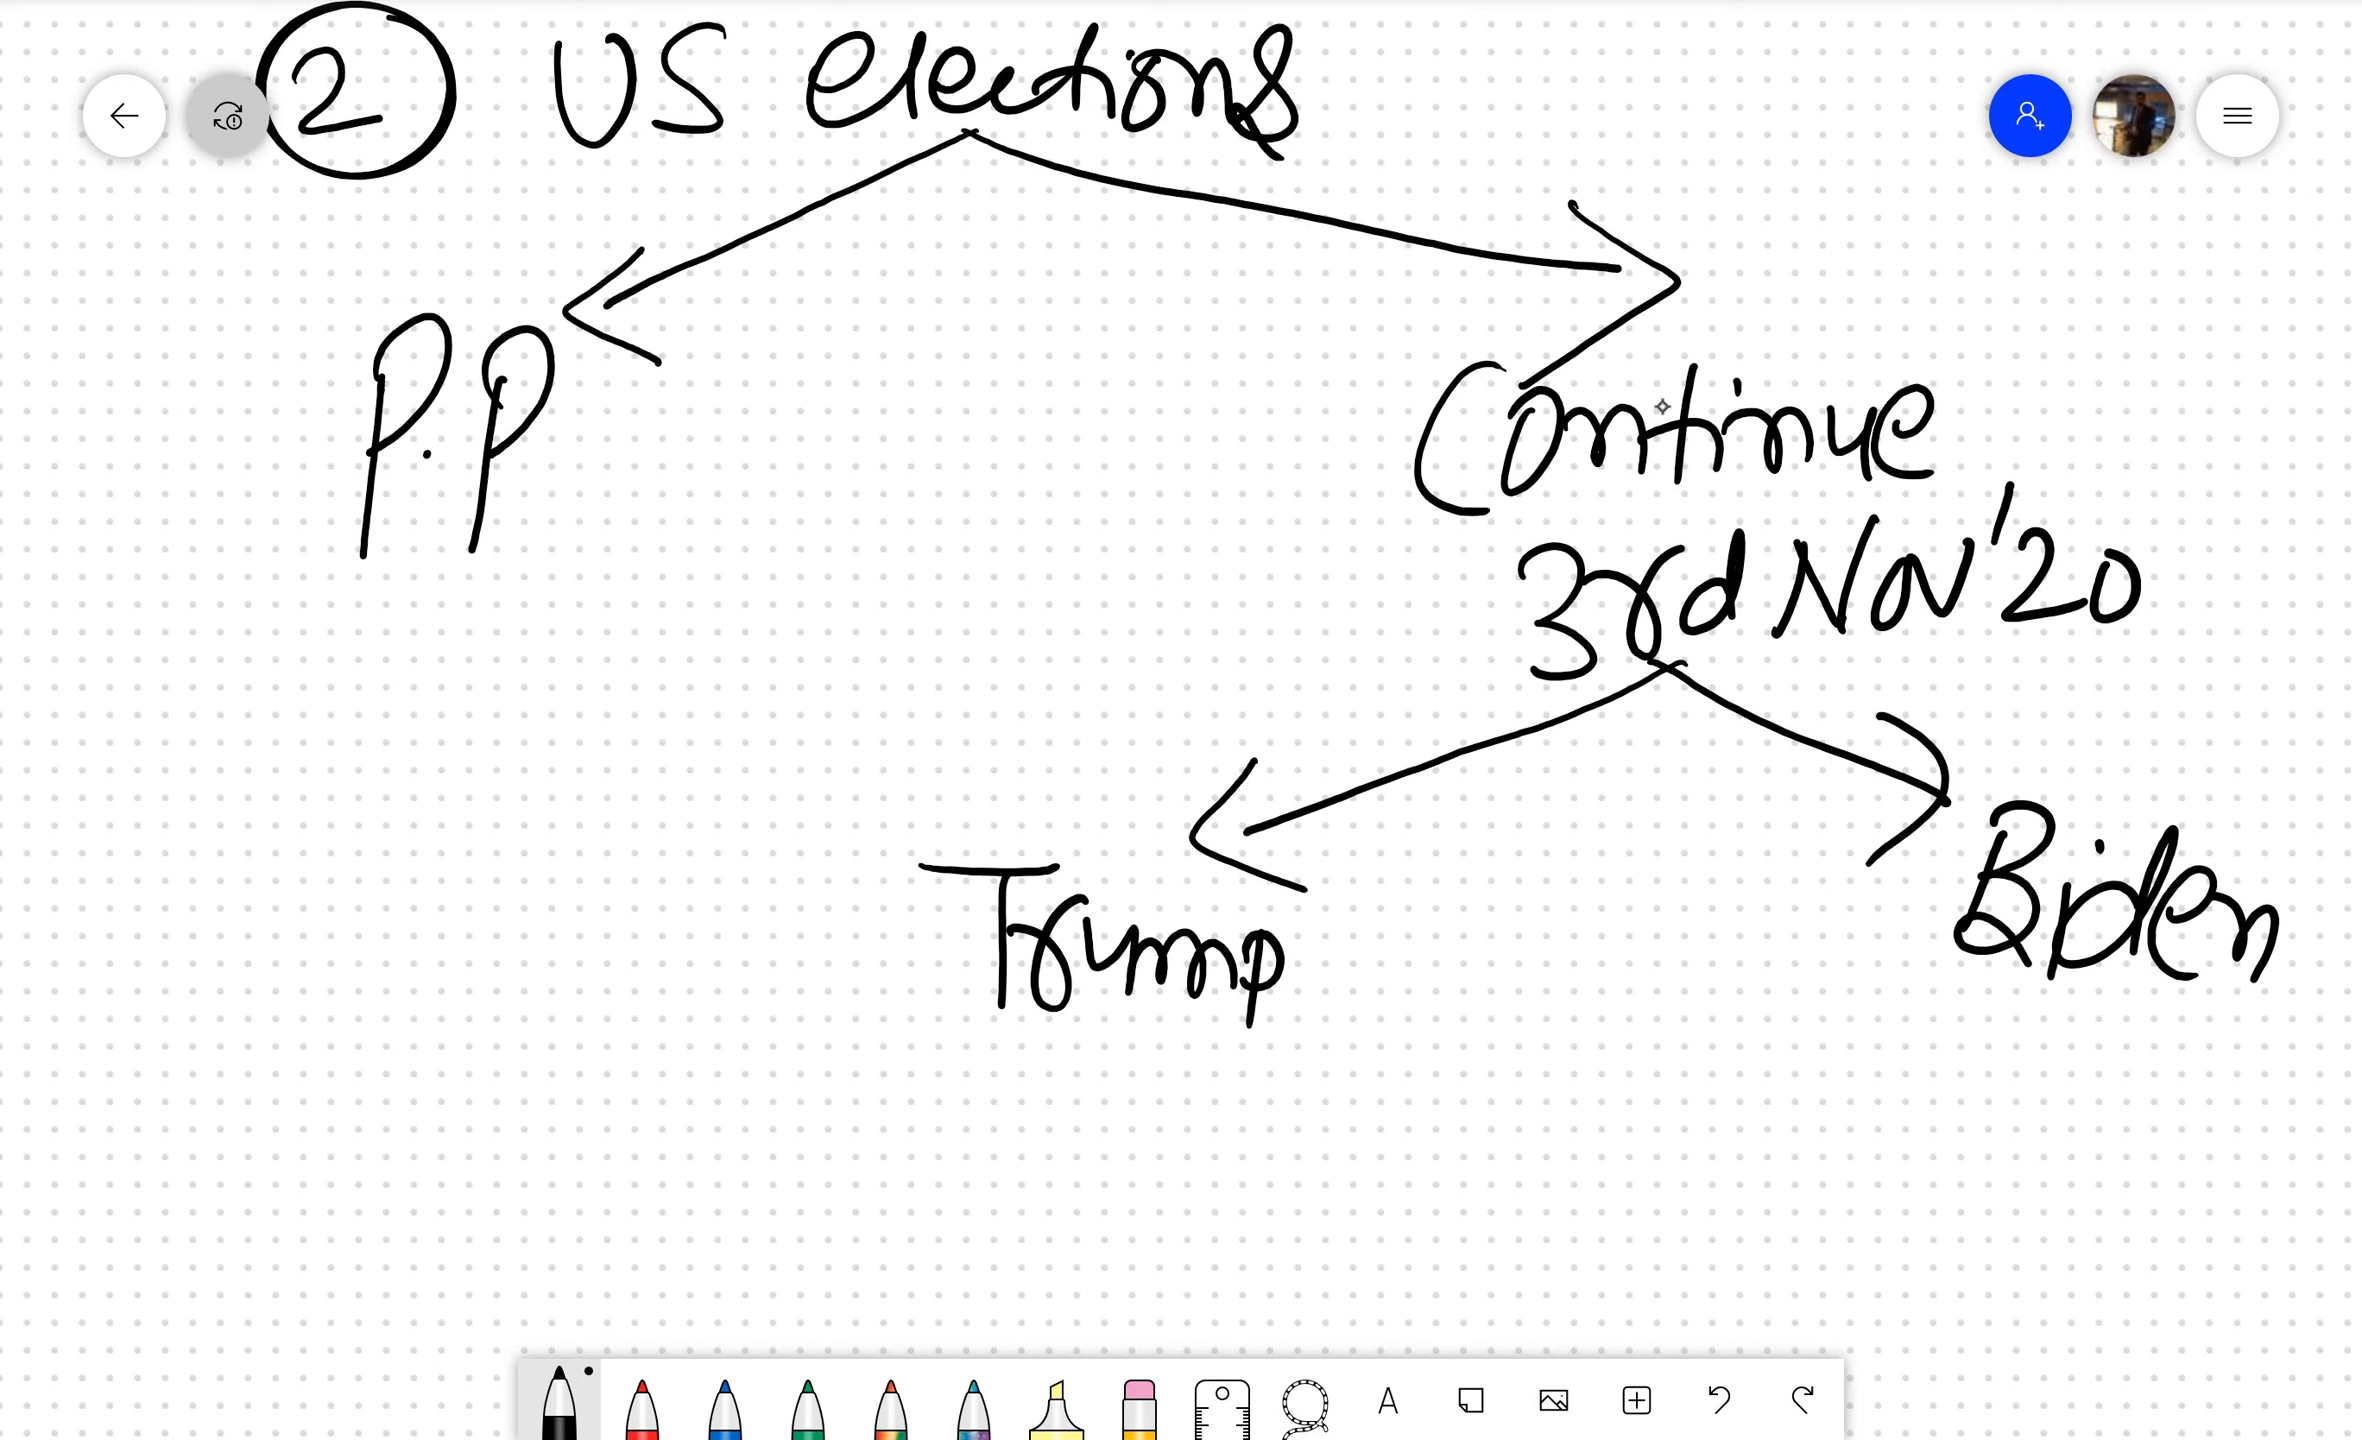 2 US elections
P.P
Continue
3rd Nov'20
Trump
Biden
A